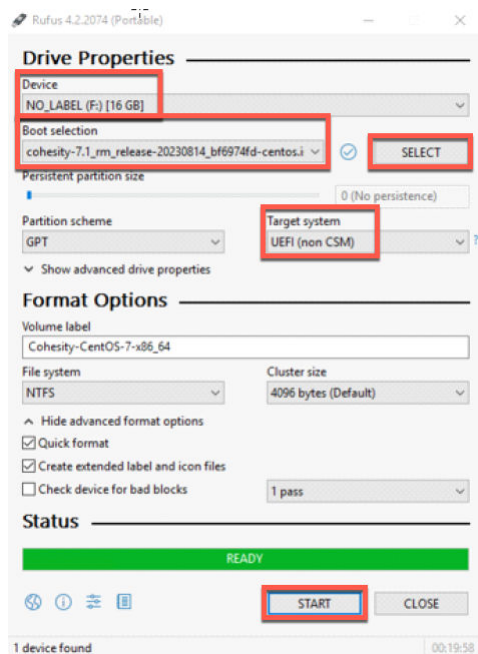 Rufus 4.2.2074 (Portable)
Drive Properties
Device
NO_LABEL (F:) [16 GB]
Boot selection
cohesity-7.1_rm_release-20230814_bf6974fd-centos.i
SELECT
Persistent partition size
0 (No persistence)
Partition scheme
Target system
GPT
UEFI (non CSM)
?
Show advanced drive properties
Format Options
Volume label
Cohesity-CentOS-7-x86_64
File system
Cluster size
NTFS
4096 bytes (Default)
Hide advanced format options
Quick format
Create extended label and icon files
Check device for bad blocks
1 pass
Status
READY
START
CLOSE
1 device found
00:19:58